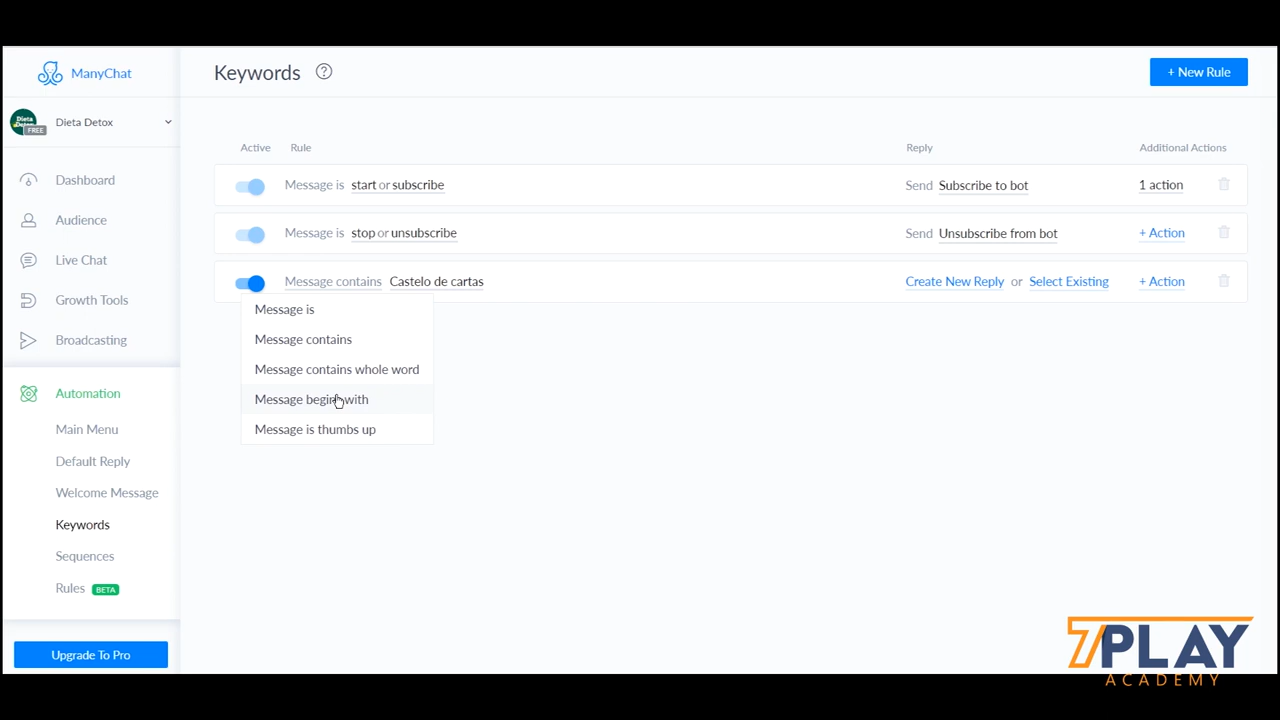 ManyChat
Keywords ?
+ New Rule
Dieta Detox
FREE
Dieta Detox
Dashboard
Audience
Live Chat
Growth Tools
Broadcasting
Automation
Main Menu
Default Reply
Welcome Message
Keywords
Sequences
Rules BETA
Upgrade To Pro
Active Rule Reply Additional Actions
Message is start or subscribe Send Subscribe to bot 1 action
Message is stop or unsubscribe Send Unsubscribe from bot + Action
Message contains Castelo de cartas Create New Reply or Select Existing + Action
Message is
Message contains
Message contains whole word
Message begin with
Message is thumbs up
7PLAY
ACADEMY